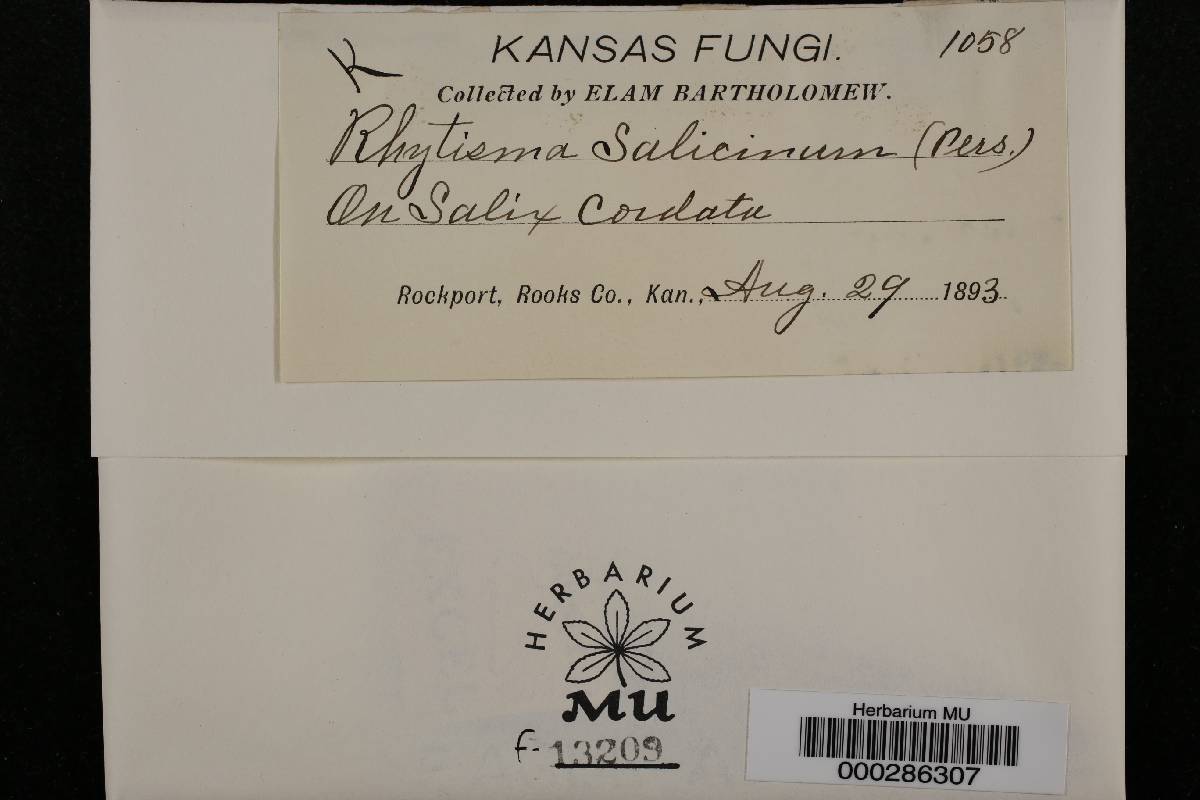 K
KANSAS FUNGI. 1058
Collected by ELAM BARTHOLOMEW.
Rhytisma Salicinum (Pers.)
On Salix Cordata
Rockport, Rooks Co., Kan., Aug. 29 1893
HERBARIUM
MU
f-13209
Herbarium MU
000286307